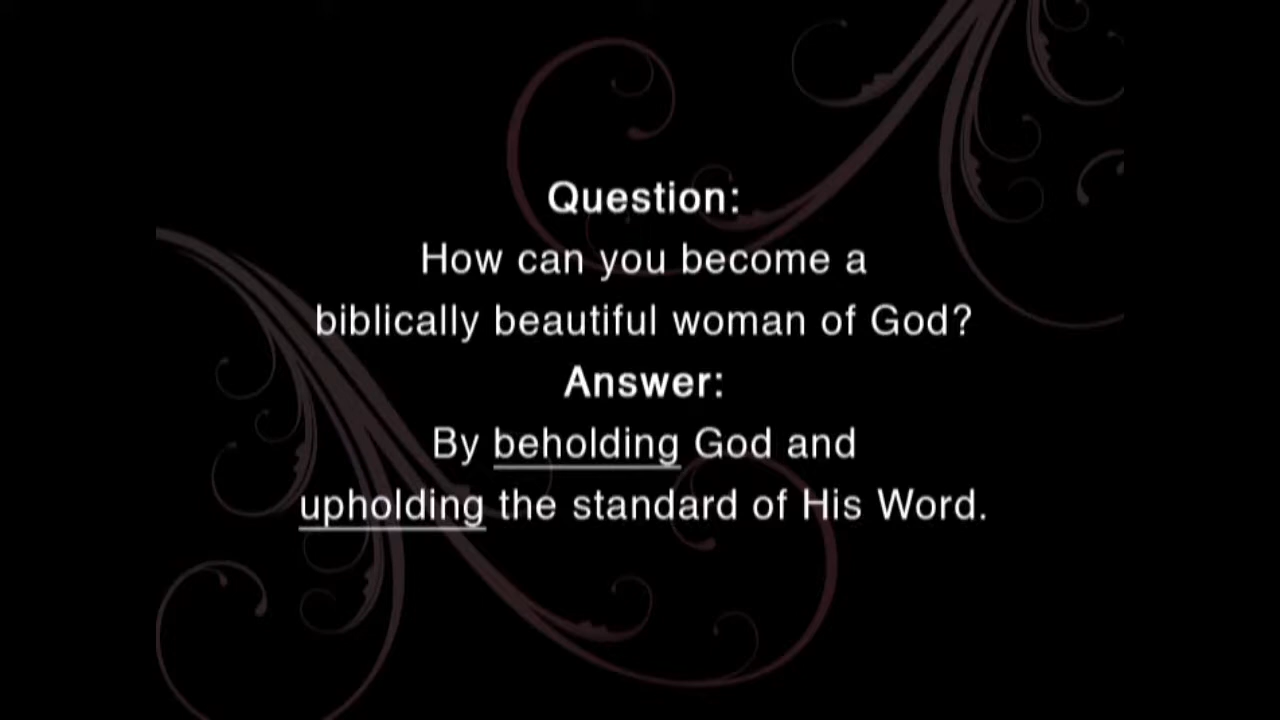 Question:
How can you become a
biblically beautiful woman of God?
Answer:
By beholding God and
upholding the standard of His Word.